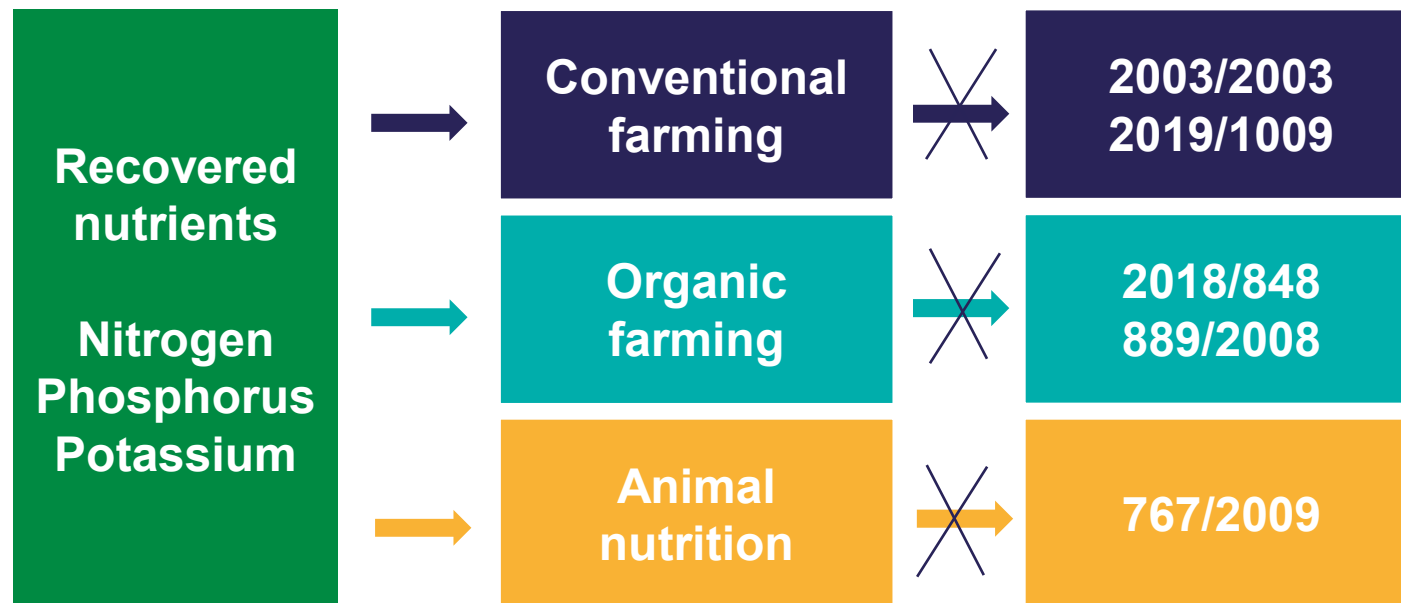 Recovered
nutrients
Nitrogen
Phosphorus
Potassium
Conventional
farming
2003/2003
2019/1009
Organic
farming
2018/848
889/2008
Animal
nutrition
767/2009